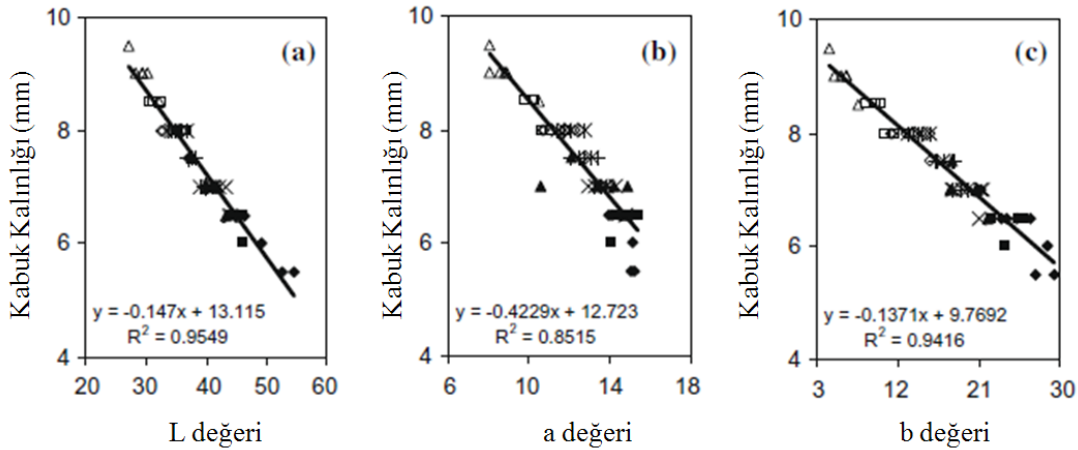 Kabuk Kalınlığı (mm)
10
8
6
4
(a)
y = -0.147x + 13.115
R² = 0.9549
20 30 40 50 60
L değeri
Kabuk Kalınlığı (mm)
10
8
6
4
(b)
y = -0.4229x + 12.723
R² = 0.8515
6 10 14 18
a değeri
Kabuk Kalınlığı (mm)
10
8
6
4
(c)
y = -0.1371x + 9.7692
R² = 0.9416
3 12 21 30
b değeri